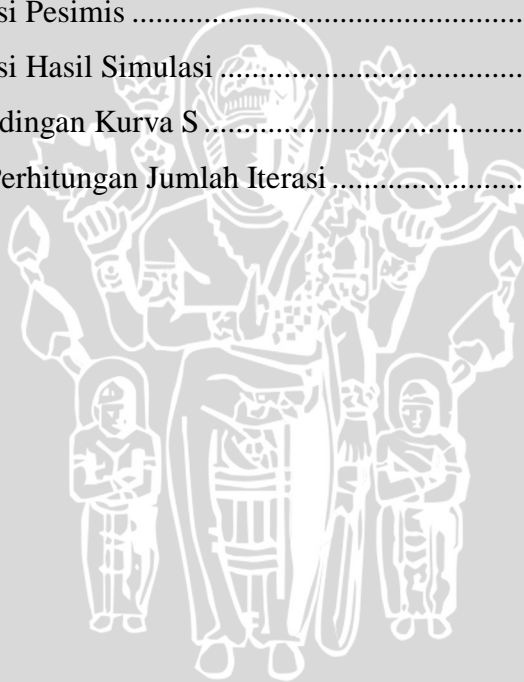 si Pesimis ................................................
si Hasil Simulasi ......................................
dingan Kurva S ........................................
Perhitungan Jumlah Iterasi ........................